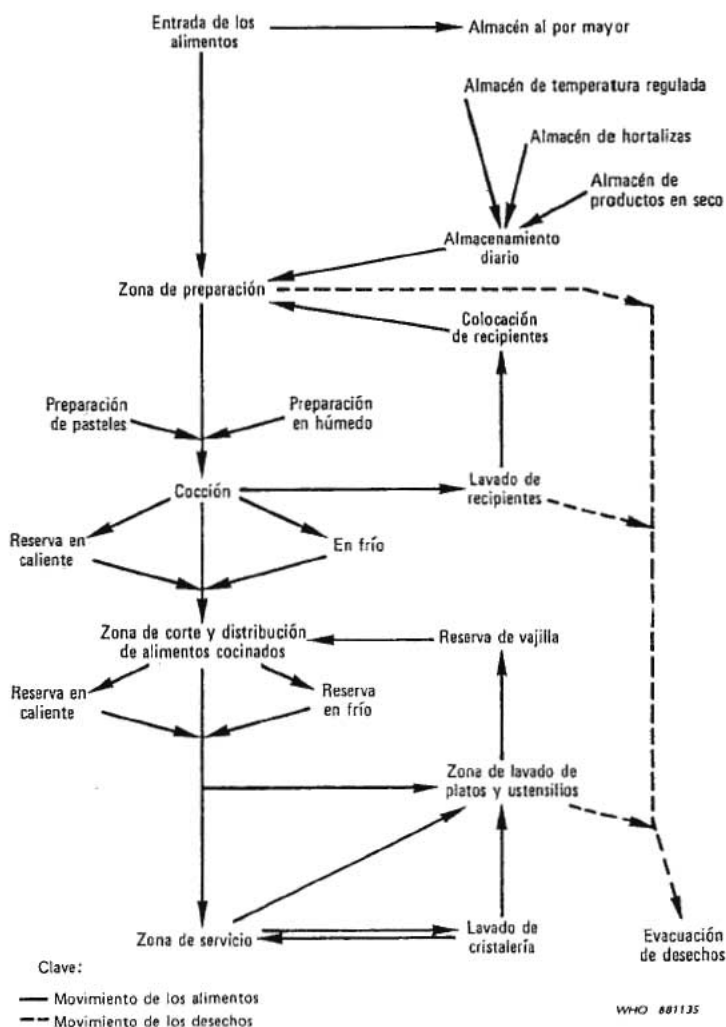 Entrada de los
alimentos
Almacén al por mayor
Almacén de temperatura regulada
Almacén de hortalizas
Almacén de
productos en seco
Almacenamiento
diario
Zona de preparación
Colocación
de recipientes
Preparación
de pasteles
Preparación
en húmedo
Cocción
Lavado de
recipientes
Reserva en
caliente
En frío
Zona de corte y distribución
de alimentos cocinados
Reserva de vajilla
Reserva en
caliente
Reserva
en frío
Zona de lavado de
platos y ustensilios
Zona de servicio
Lavado de
cristalería
Evacuación
de desechos
Clave:
Movimiento de los alimentos
Movimiento de los desechos
WHO 881135